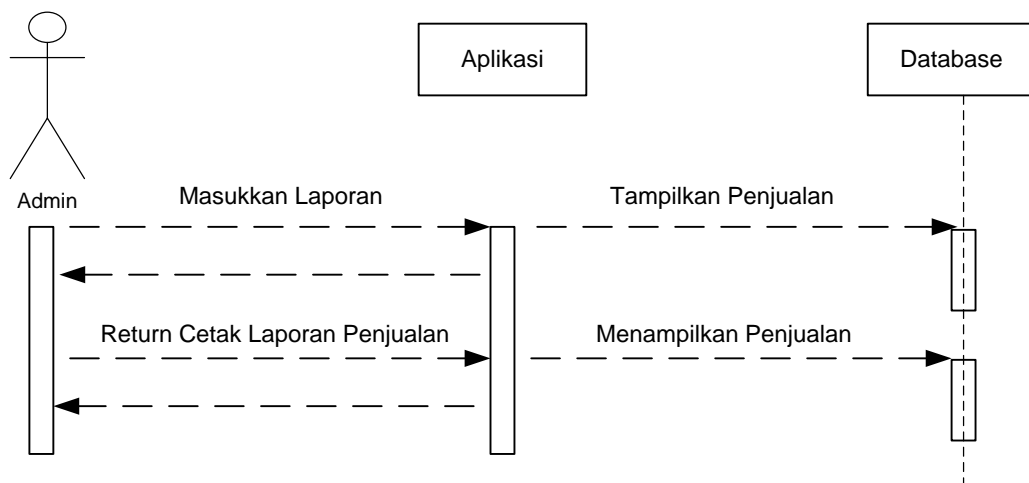 Aplikasi
Database
Admin
Masukkan Laporan
Tampilkan Penjualan
Return Cetak Laporan Penjualan
Menampilkan Penjualan